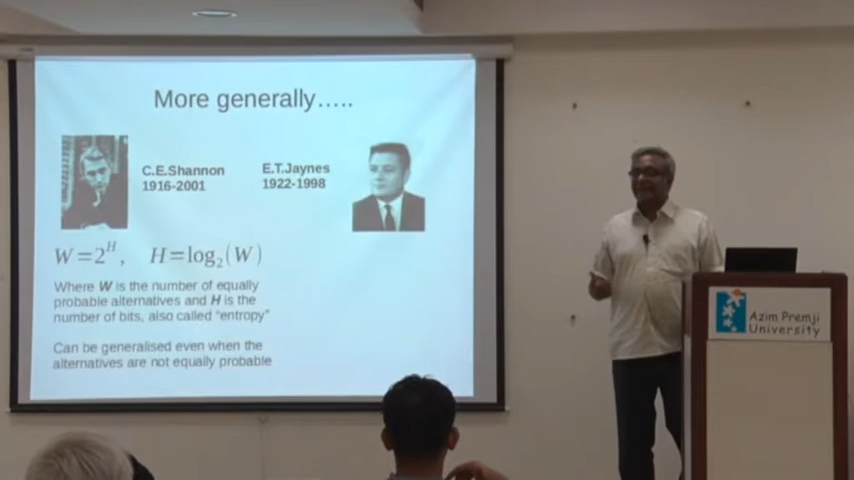 More generally.....
C.E.Shannon
1916-2001
E.T.Jaynes
1922-1998
W=2^H, H=log₂(W)
Where W is the number of equally
probable alternatives and H is the
number of bits, also called “entropy”
Can be generalised even when the
alternatives are not equally probable
Azim Premji
University